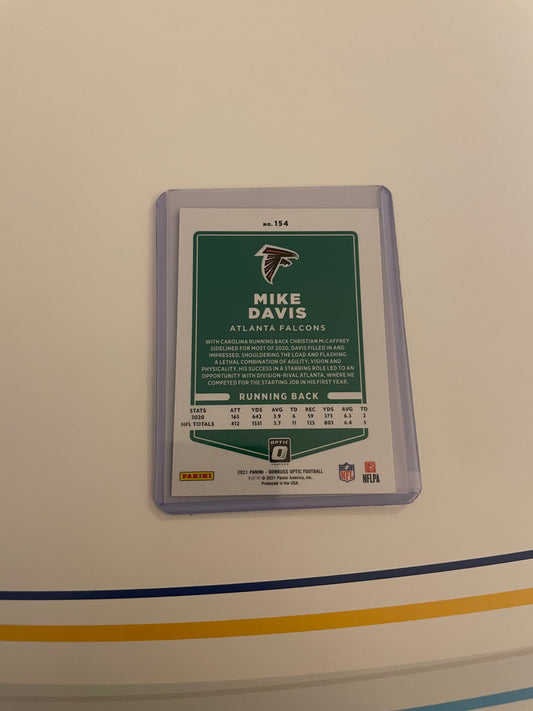 NO. 154
MIKE
DAVIS
ATLANTA FALCONS
WITH CAROLINA RUNNING BACK CHRISTIAN McCAFFREY
SIDELINED FOR MOST OF 2020, DAVIS FILLED IN AND
IMPRESSED, SHOULDERING THE LOAD AND FLASHING
A LETHAL COMBINATION OF AGILITY, VISION AND
PHYSICALITY. HIS SUCCESS IN A STARRING ROLE LED TO AN
OPPORTUNITY WITH DIVISION-RIVAL ATLANTA, WHERE HE
COMPETED FOR THE STARTING JOB IN HIS FIRST YEAR.
RUNNING BACK
STATS ATT YDS AVG TD REC YDS AVG TD
2020 165 642 3.9 6 59 373 6.3 2
NFL TOTALS 412 1531 3.7 11 125 805 6.4 3
OPTIC
PANINI
2021 PANINI - DONRUSS OPTIC FOOTBALL
© 2021 Panini America, Inc.
Produced in the USA.
NFL
NFLPA